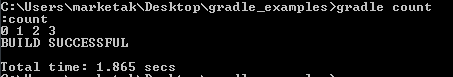 C:\Users\marketak\Desktop\gradle_examples>gradle count
:count
0 1 2 3
BUILD SUCCESSFUL
Total time: 1.865 secs